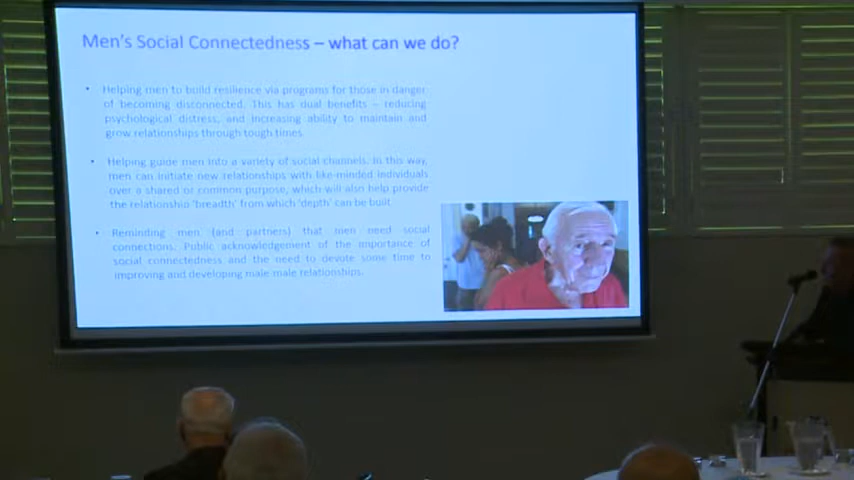 Men's Social Connectedness – what can we do?
• Helping men to build resilience via programs for those in danger
of becoming disconnected. This has dual benefits – reducing
psychological distress, and increasing ability to maintain and
grow relationships through tough times.
• Helping guide men into a variety of social channels. In this way,
men can initiate new relationships with like-minded individuals
over a shared or common purpose, which will also help provide
the relationship 'breadth' from which 'depth' can be built.
• Reminding men (and partners) that men need social
connections. Public acknowledgement of the importance of
social connectedness and the need to devote some time to
improving and developing male-male relationships.